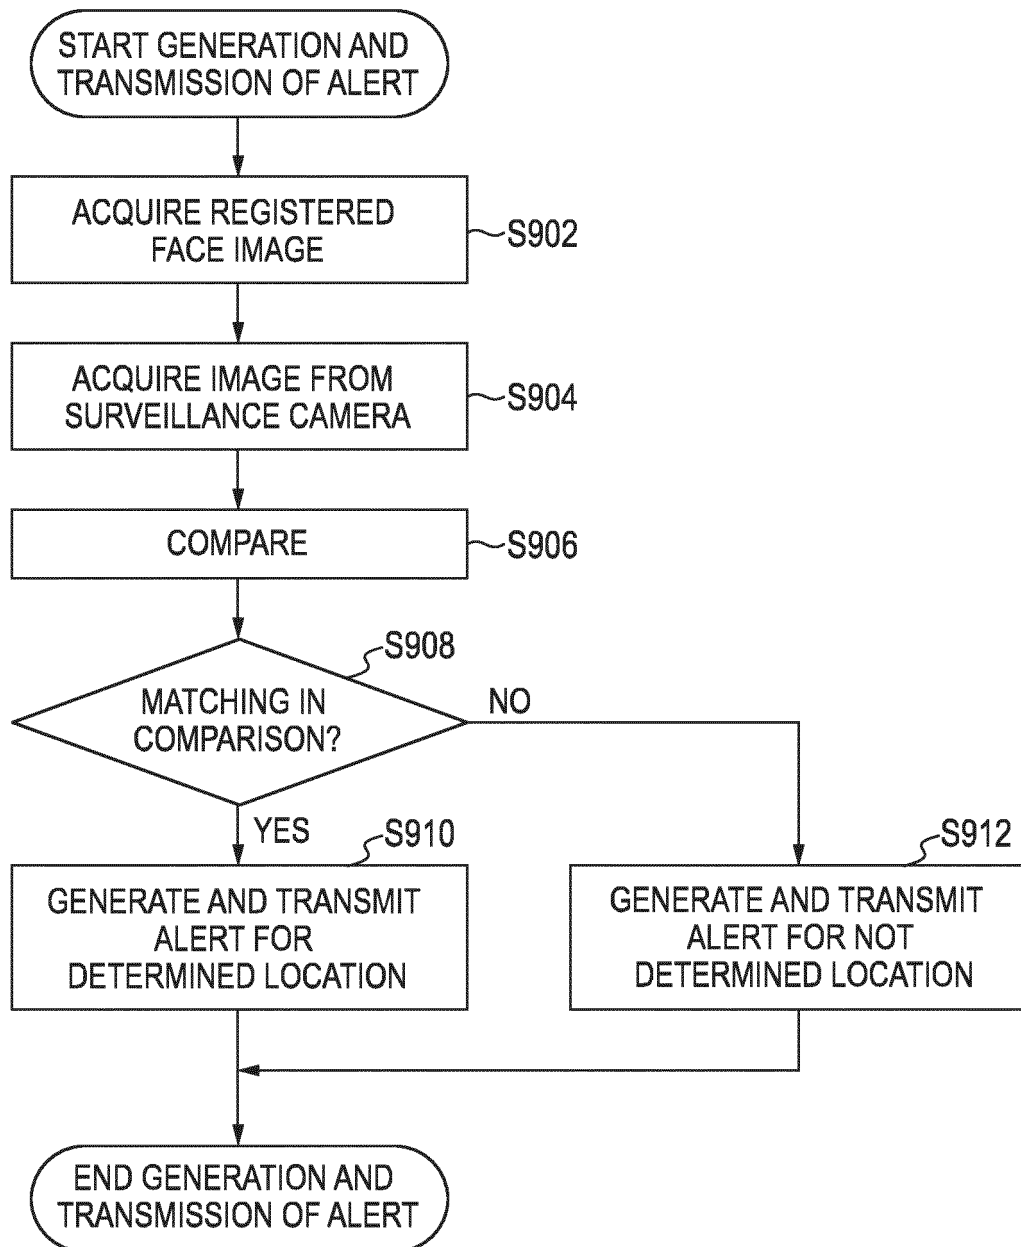 START GENERATION AND
TRANSMISSION OF ALERT
ACQUIRE REGISTERED
FACE IMAGE
S902
ACQUIRE IMAGE FROM
SURVEILLANCE CAMERA
S904
COMPARE
S906
S908
MATCHING IN
COMPARISON?
NO
YES
S910
GENERATE AND TRANSMIT
ALERT FOR
DETERMINED LOCATION
S912
GENERATE AND TRANSMIT
ALERT FOR NOT
DETERMINED LOCATION
END GENERATION AND
TRANSMISSION OF ALERT